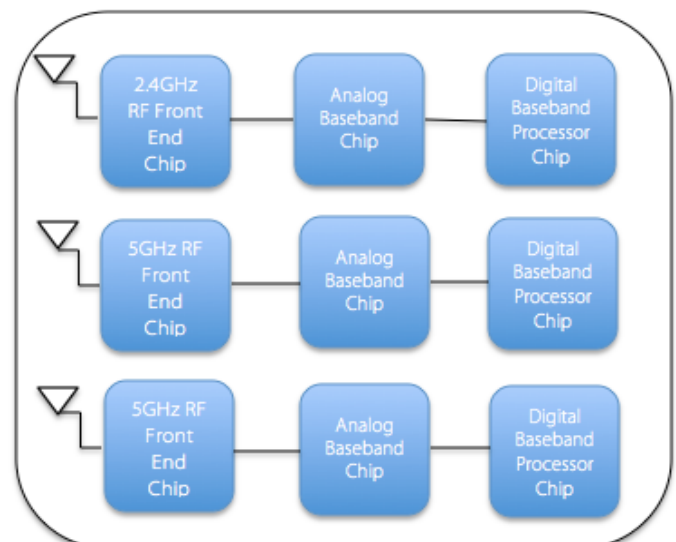 2.4GHz
RF Front
End
Chip
Analog
Baseband
Chip
Digital
Baseband
Processor
Chip
5GHz RF
Front
End
Chip
Analog
Baseband
Chip
Digital
Baseband
Processor
Chip
5GHz RF
Front
End
Chip
Analog
Baseband
Chip
Digital
Baseband
Processor
Chip